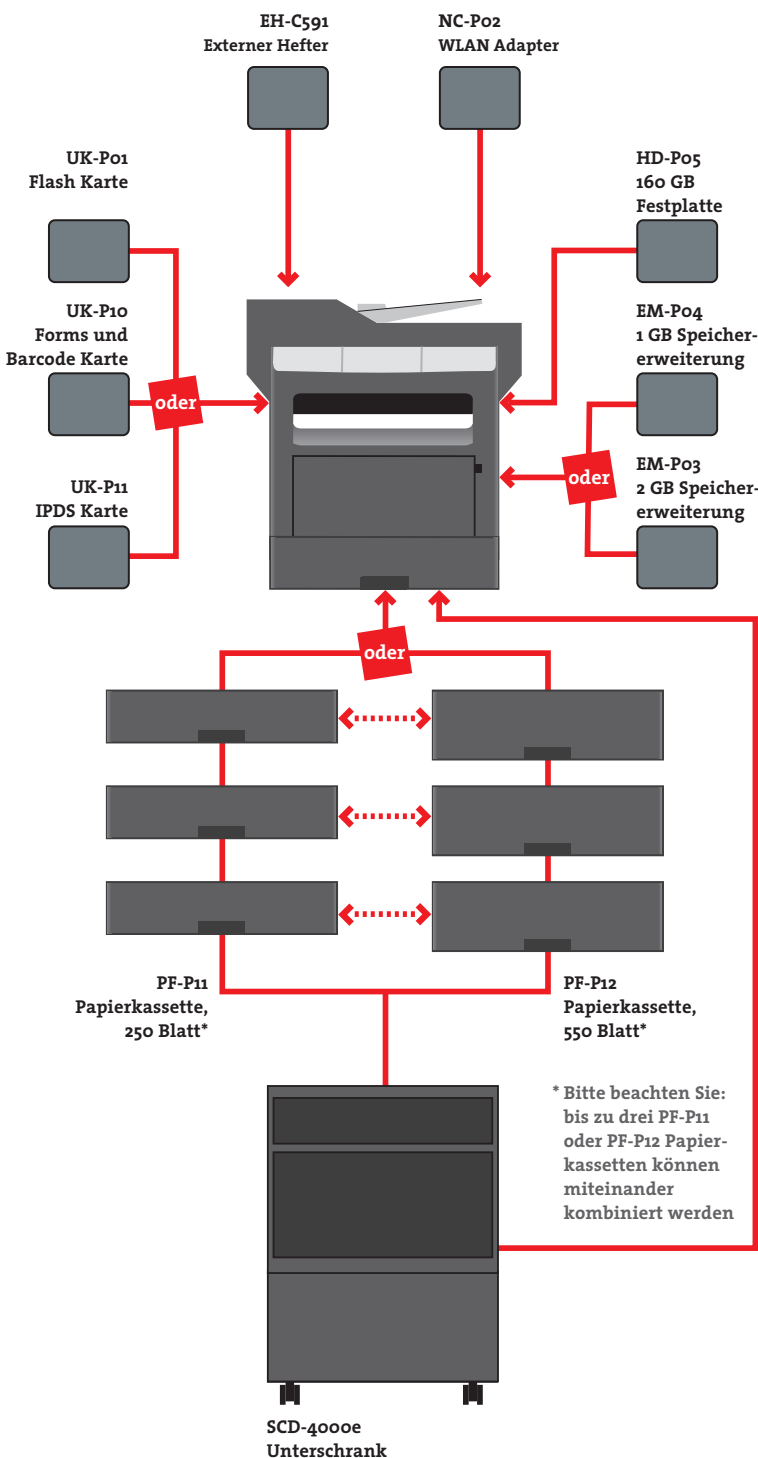 EH-C591
Externer Hefter
NC-P02
WLAN Adapter
UK-P01
Flash Karte
HD-P05
160 GB
Festplatte
UK-P10
Forms und
Barcode Karte
EM-P04
1 GB Speicher-
erweiterung
oder
UK-P11
IPDS Karte
oder
EM-P03
2 GB Speicher-
erweiterung
oder
PF-P11
Papierkassette,
250 Blatt*
PF-P12
Papierkassette,
550 Blatt*
* Bitte beachten Sie:
bis zu drei PF-P11
oder PF-P12 Papier-
kassetten können
miteinander
kombiniert werden
SCD-4000e
Unterschrank